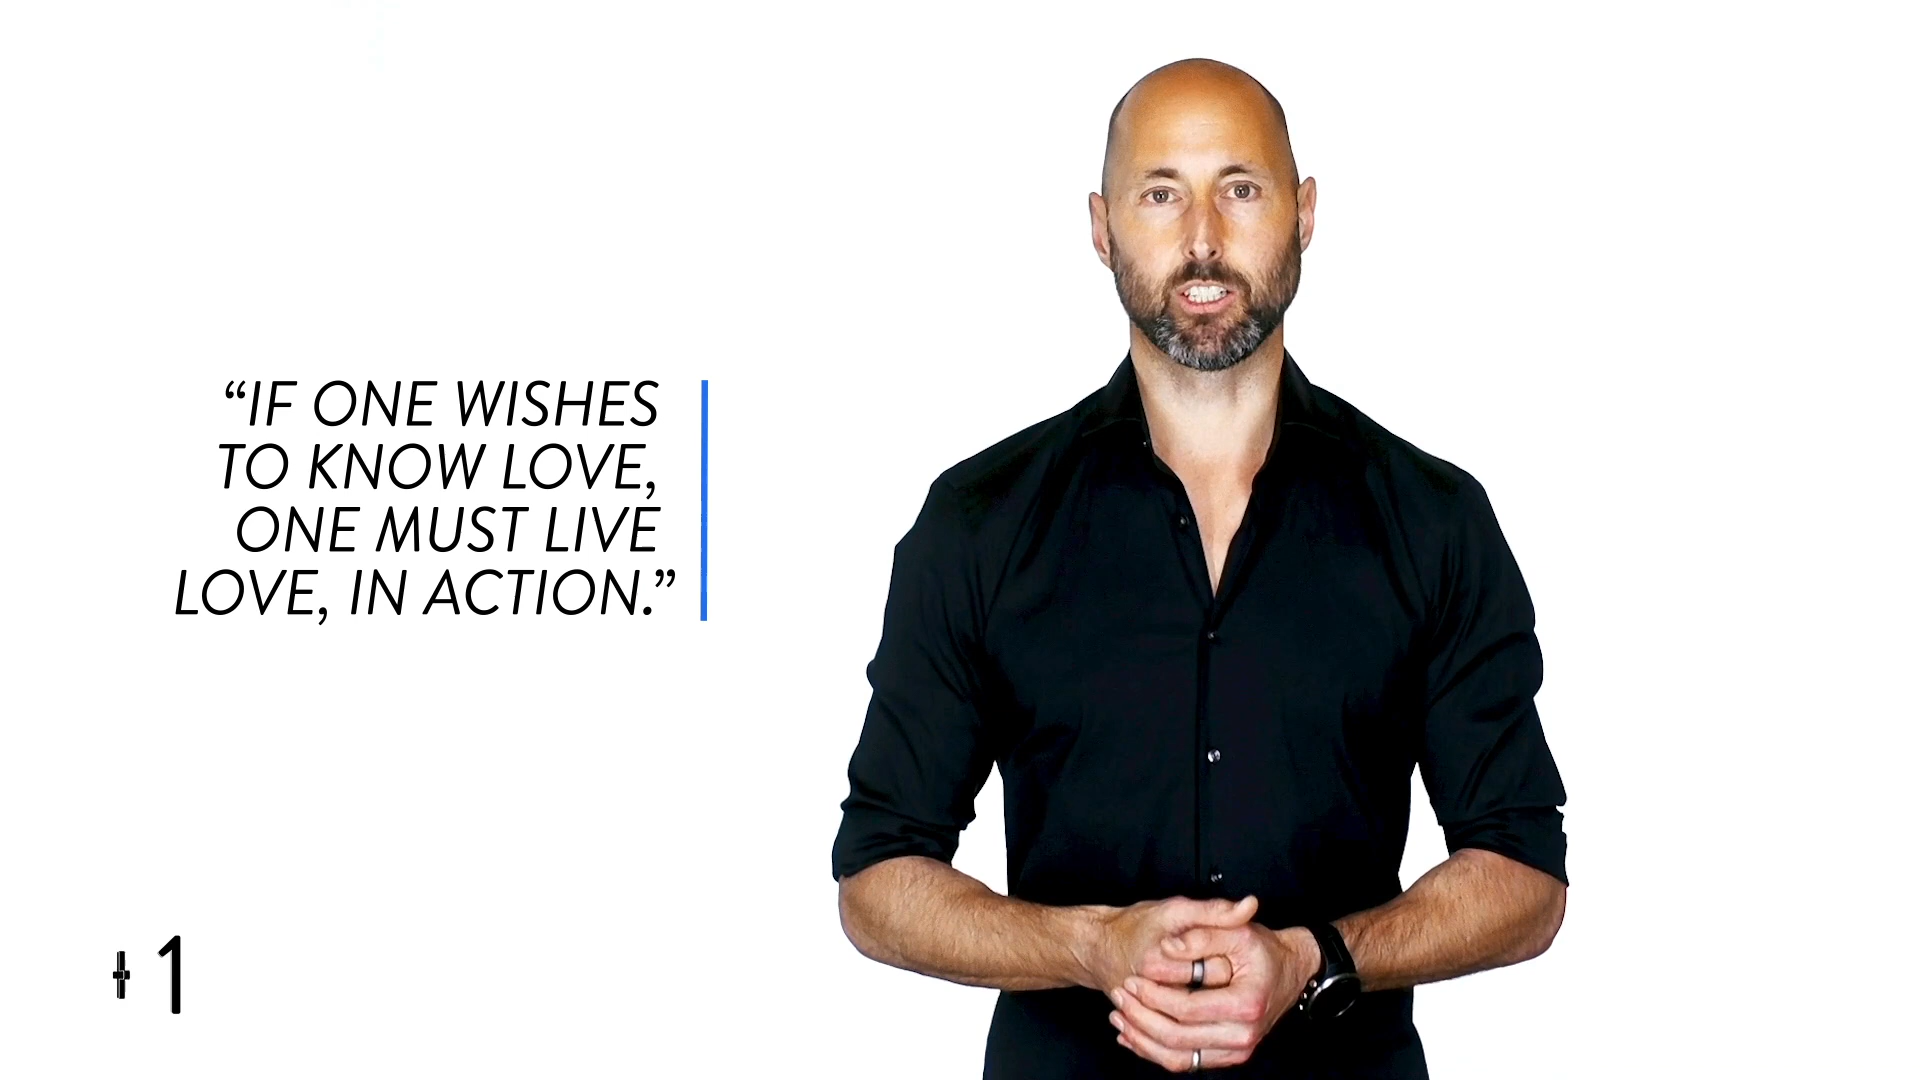 “IF ONE WISHES
TO KNOW LOVE,
ONE MUST LIVE
LOVE, IN ACTION.”
+1